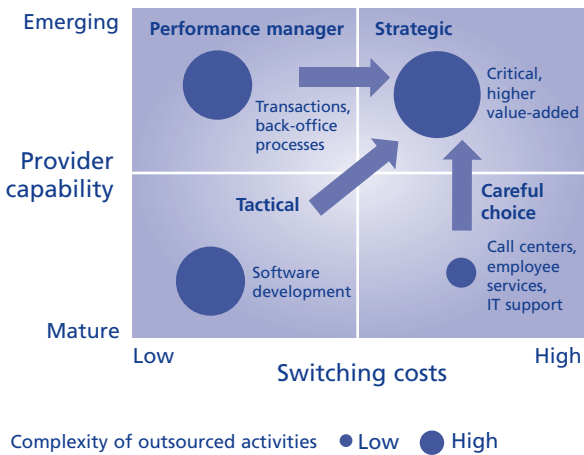 Emerging
Performance manager
Strategic
Critical,
higher
value-added
Transactions,
back-office
processes
Provider
capability
Tactical
Careful
choice
Software
development
Call centers,
employee
services,
IT support
Mature
Low
High
Switching costs
Complexity of outsourced activities Low High